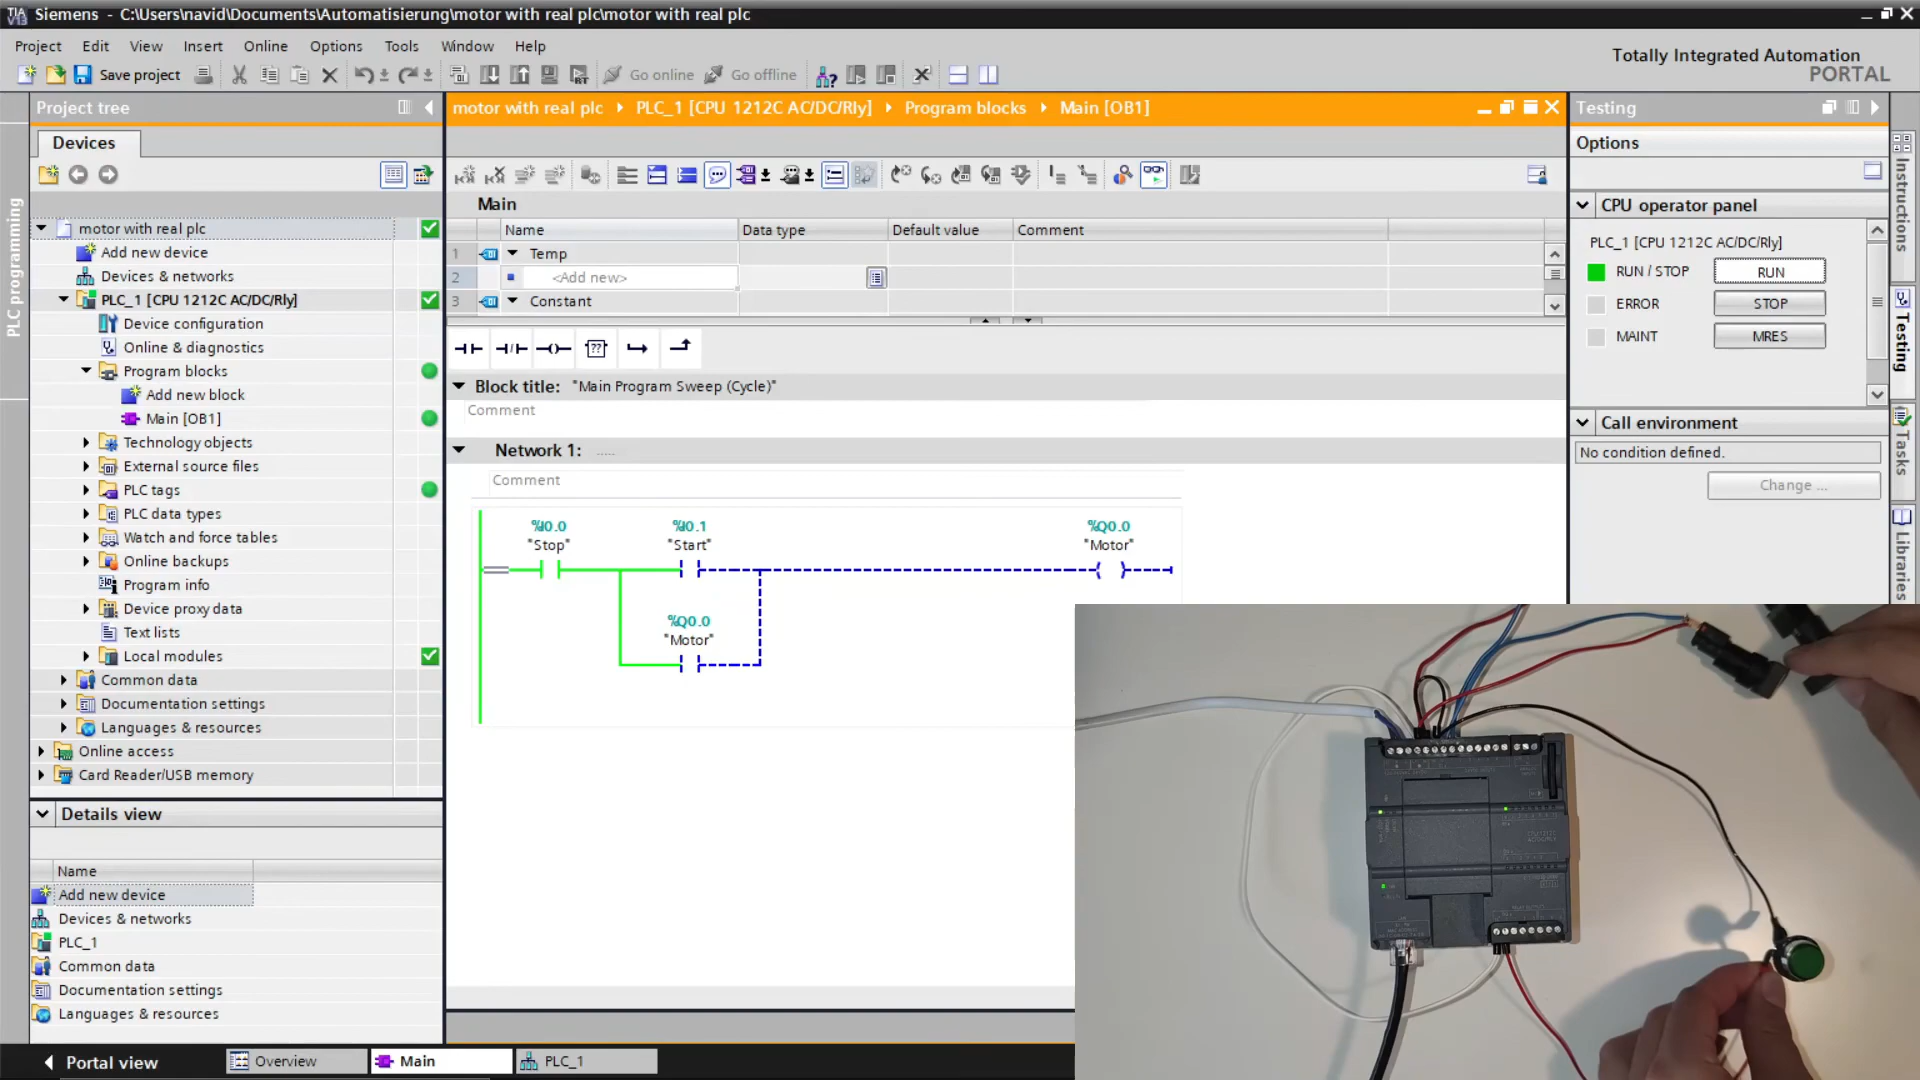 Siemens - C:\Users\navid\Documents\Automatisierung\motor with real plc\motor with real plc
Project Edit View Insert Online Options Tools Window Help
Totally Integrated Automation
PORTAL
Save project
Go online
Go offline
Project tree
Devices
PLC programming
motor with real plc
Add new device
Devices & networks
PLC_1 [CPU 1212C AC/DC/Rly]
Device configuration
Online & diagnostics
Program blocks
Add new block
Main [OB1]
Technology objects
External source files
PLC tags
PLC data types
Watch and force tables
Online backups
Program info
Device proxy data
Text lists
Local modules
Common data
Documentation settings
Languages & resources
Online access
Card Reader/USB memory
Details view
Name
Add new device
Devices & networks
PLC_1
Common data
Documentation settings
Languages & resources
motor with real plc PLC_1 [CPU 1212C AC/DC/Rly] Program blocks Main [OB1]
Main
Name Data type Default value Comment
1 Temp
2 <Add new>
3 Constant
??
Block title: "Main Program Sweep (Cycle)"
Comment
Network 1: .....
Comment
%I0.0 %I0.1 %Q0.0
"Stop" "Start" "Motor"
%Q0.0
"Motor"
Testing
Options
CPU operator panel
PLC_1 [CPU 1212C AC/DC/Rly]
RUN / STOP RUN
ERROR STOP
MAINT MRES
Call environment
No condition defined.
Change ...
Instructions
Testing
Tasks
Libraries
Portal view
Overview
Main
PLC_1